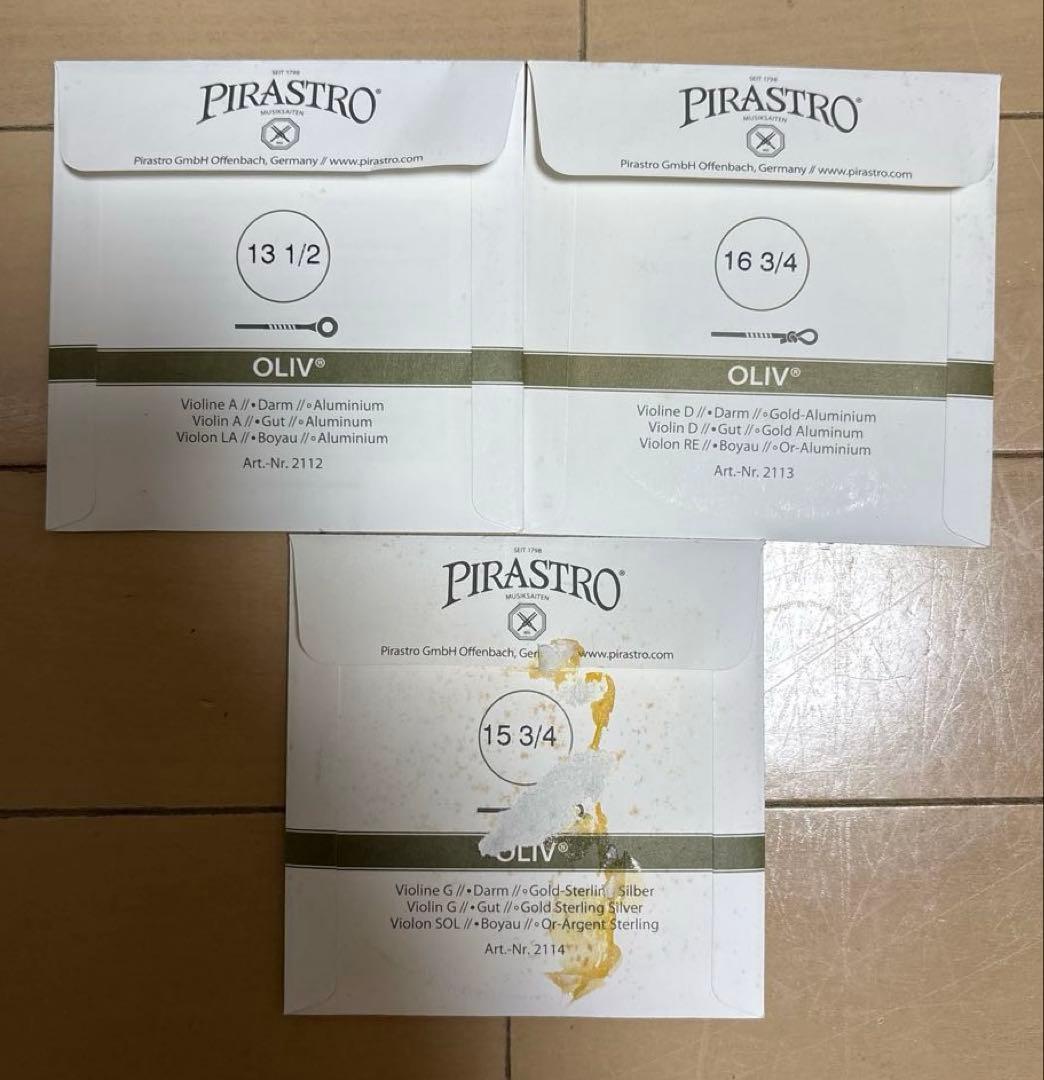 SEIT 1798
PIRASTRO®
MUSIKSAITEN
Pirastro GmbH Offenbach, Germany // www.pirastro.com
13 1/2
OLIV®
Violine A //•Darm //∘Aluminium
Violin A //•Gut //∘Aluminum
Violon LA //•Boyau //∘Aluminium
Art.-Nr. 2112
SEIT 1798
PIRASTRO®
MUSIKSAITEN
Pirastro GmbH Offenbach, Germany // www.pirastro.com
16 3/4
OLIV®
Violine D //•Darm //∘Gold-Aluminium
Violin D //•Gut //∘Gold Aluminum
Violon RE //•Boyau //∘Or-Aluminium
Art.-Nr. 2113
SEIT 1798
PIRASTRO®
MUSIKSAITEN
Pirastro GmbH Offenbach, Ger www.pirastro.com
15 3/4
OLIV®
Violine G //•Darm //∘Gold-Sterlin Silber
Violin G //•Gut //∘Gold Sterling Silver
Violon SOL //•Boyau //∘Or-Argent Sterling
Art.-Nr. 2114